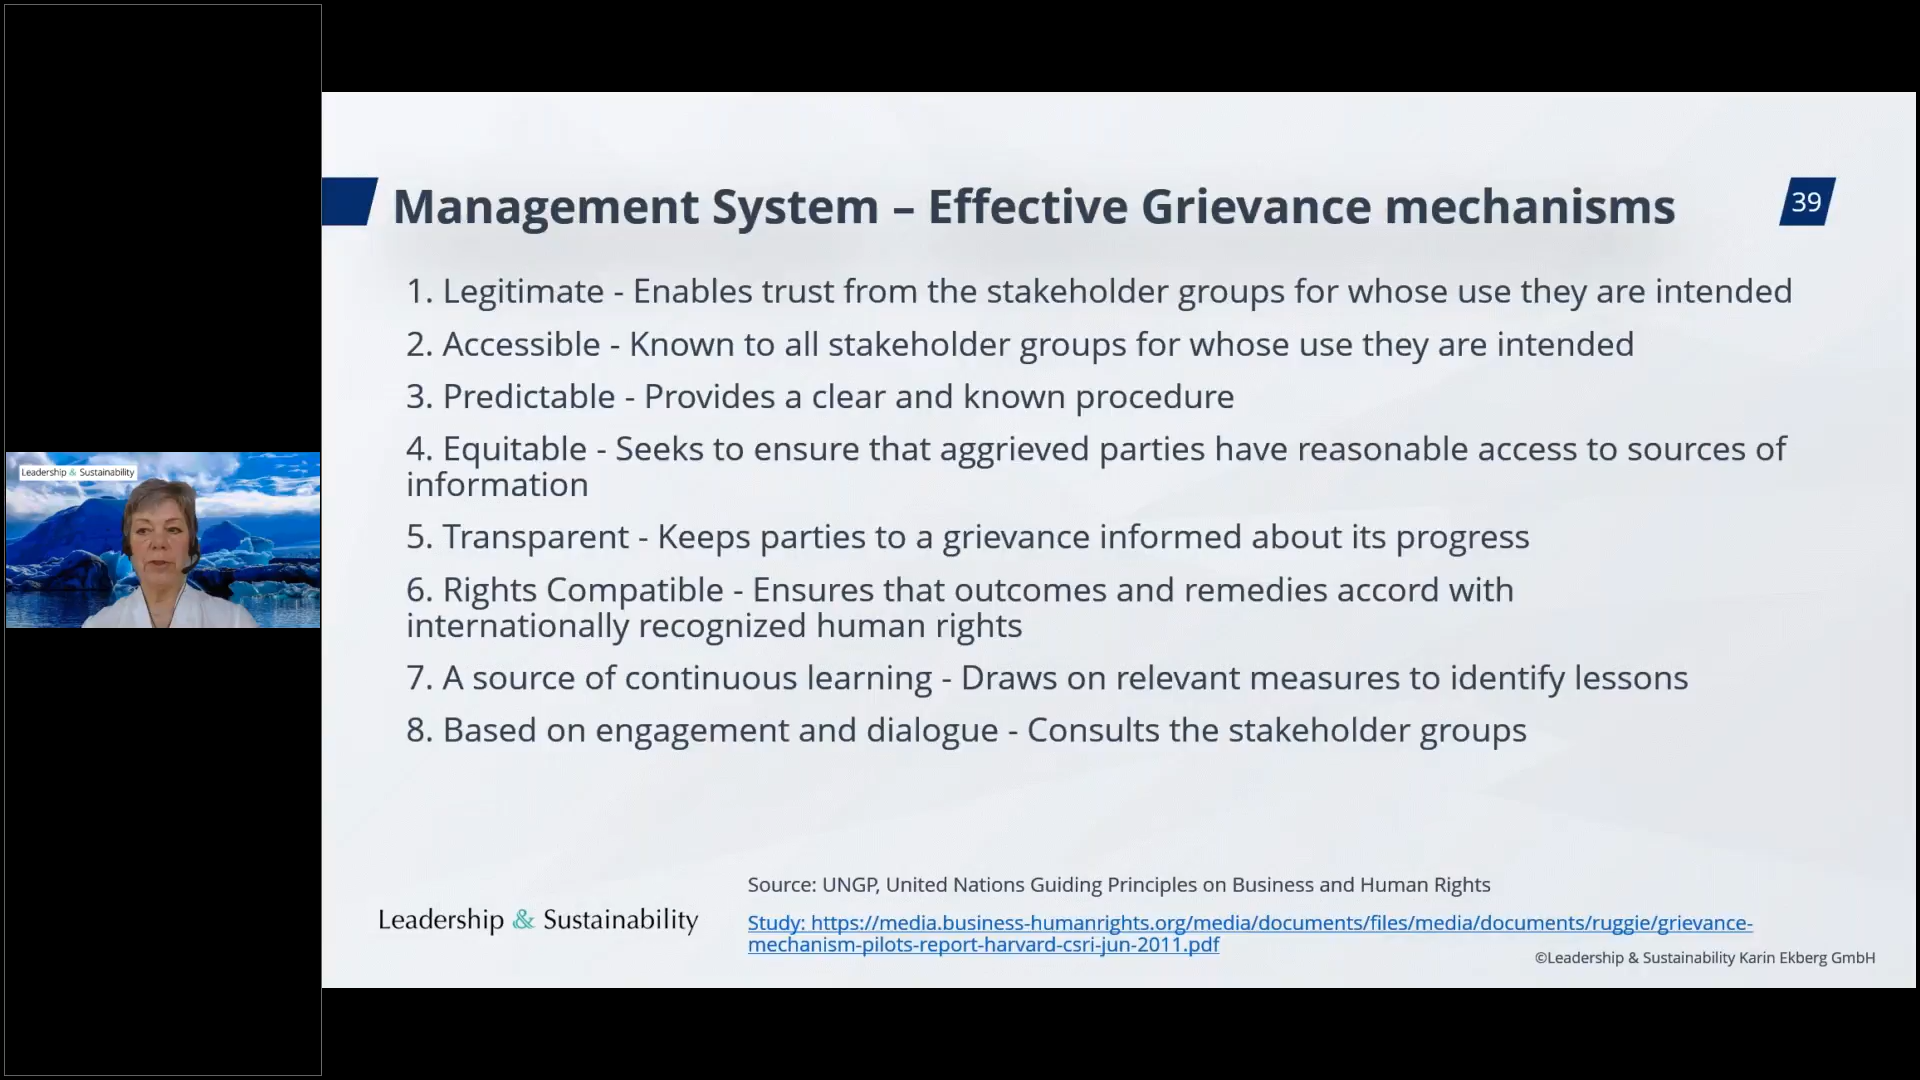 Leadership & Sustainability
Management System – Effective Grievance mechanisms
39
1. Legitimate - Enables trust from the stakeholder groups for whose use they are intended
2. Accessible - Known to all stakeholder groups for whose use they are intended
3. Predictable - Provides a clear and known procedure
4. Equitable - Seeks to ensure that aggrieved parties have reasonable access to sources of
information
5. Transparent - Keeps parties to a grievance informed about its progress
6. Rights Compatible - Ensures that outcomes and remedies accord with
internationally recognized human rights
7. A source of continuous learning - Draws on relevant measures to identify lessons
8. Based on engagement and dialogue - Consults the stakeholder groups
Source: UNGP, United Nations Guiding Principles on Business and Human Rights
Leadership & Sustainability
Study: https://media.business-humanrights.org/media/documents/files/media/documents/ruggie/grievance-
mechanism-pilots-report-harvard-csri-jun-2011.pdf
©Leadership & Sustainability Karin Ekberg GmbH